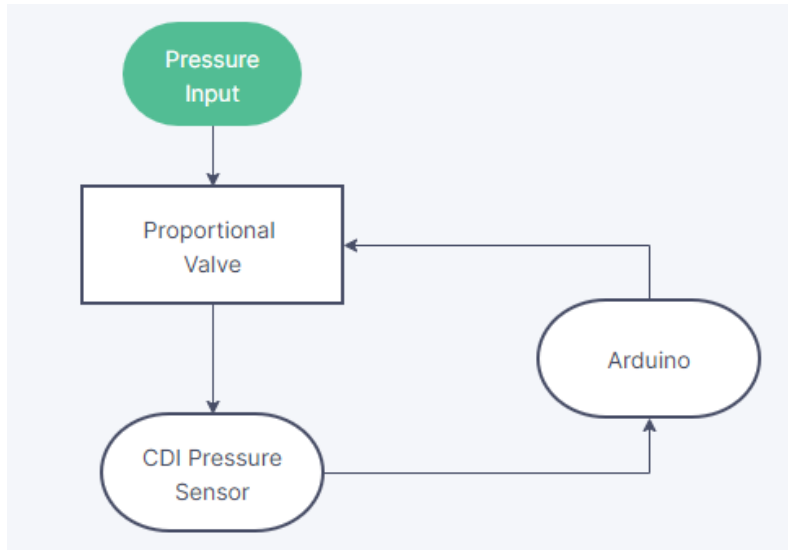 Pressure
Input
Proportional
Valve
Arduino
CDI Pressure
Sensor